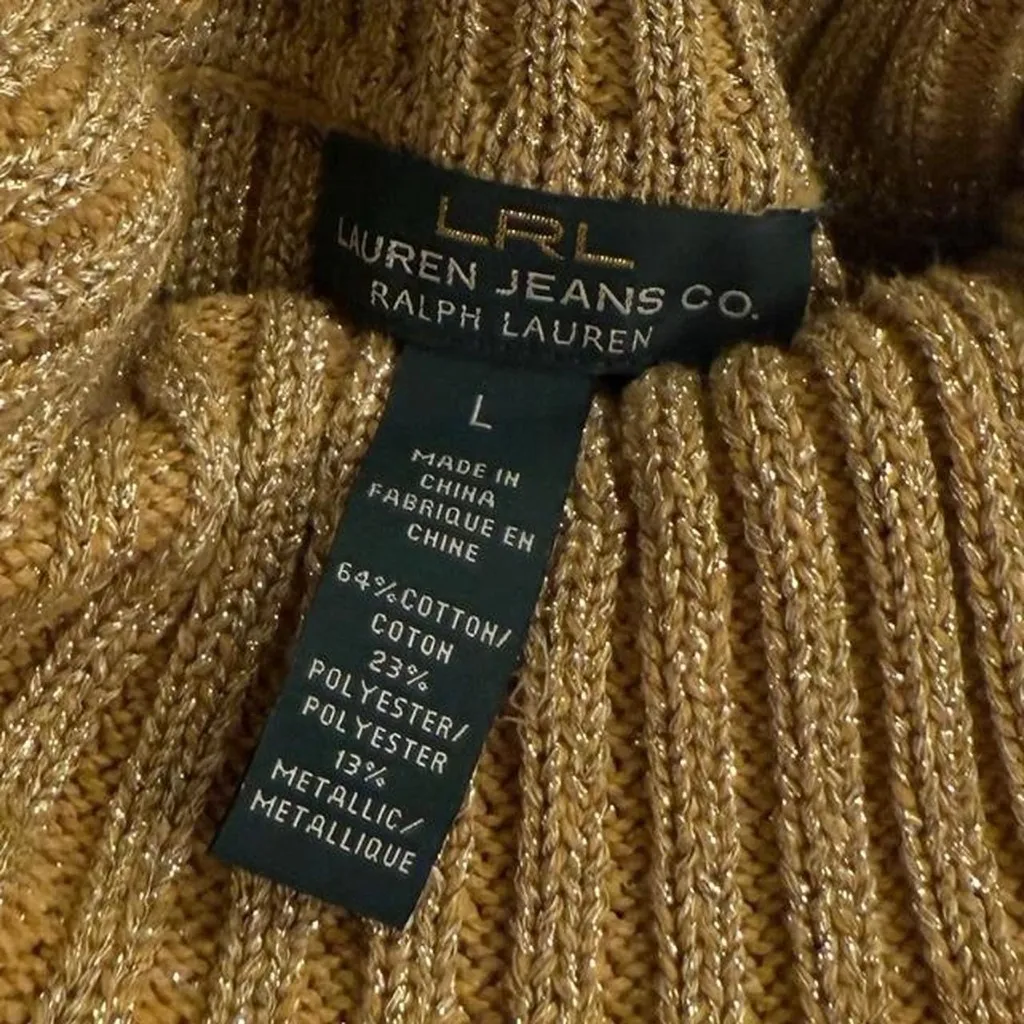 LRL
LAUREN JEANS CO.
RALPH LAUREN
L
MADE IN
CHINA
FABRIQUE EN
CHINE
64%COTTON/
COTON
23%
POLYESTER/
POLYESTER
13%
METALLIC/
METALLIQUE